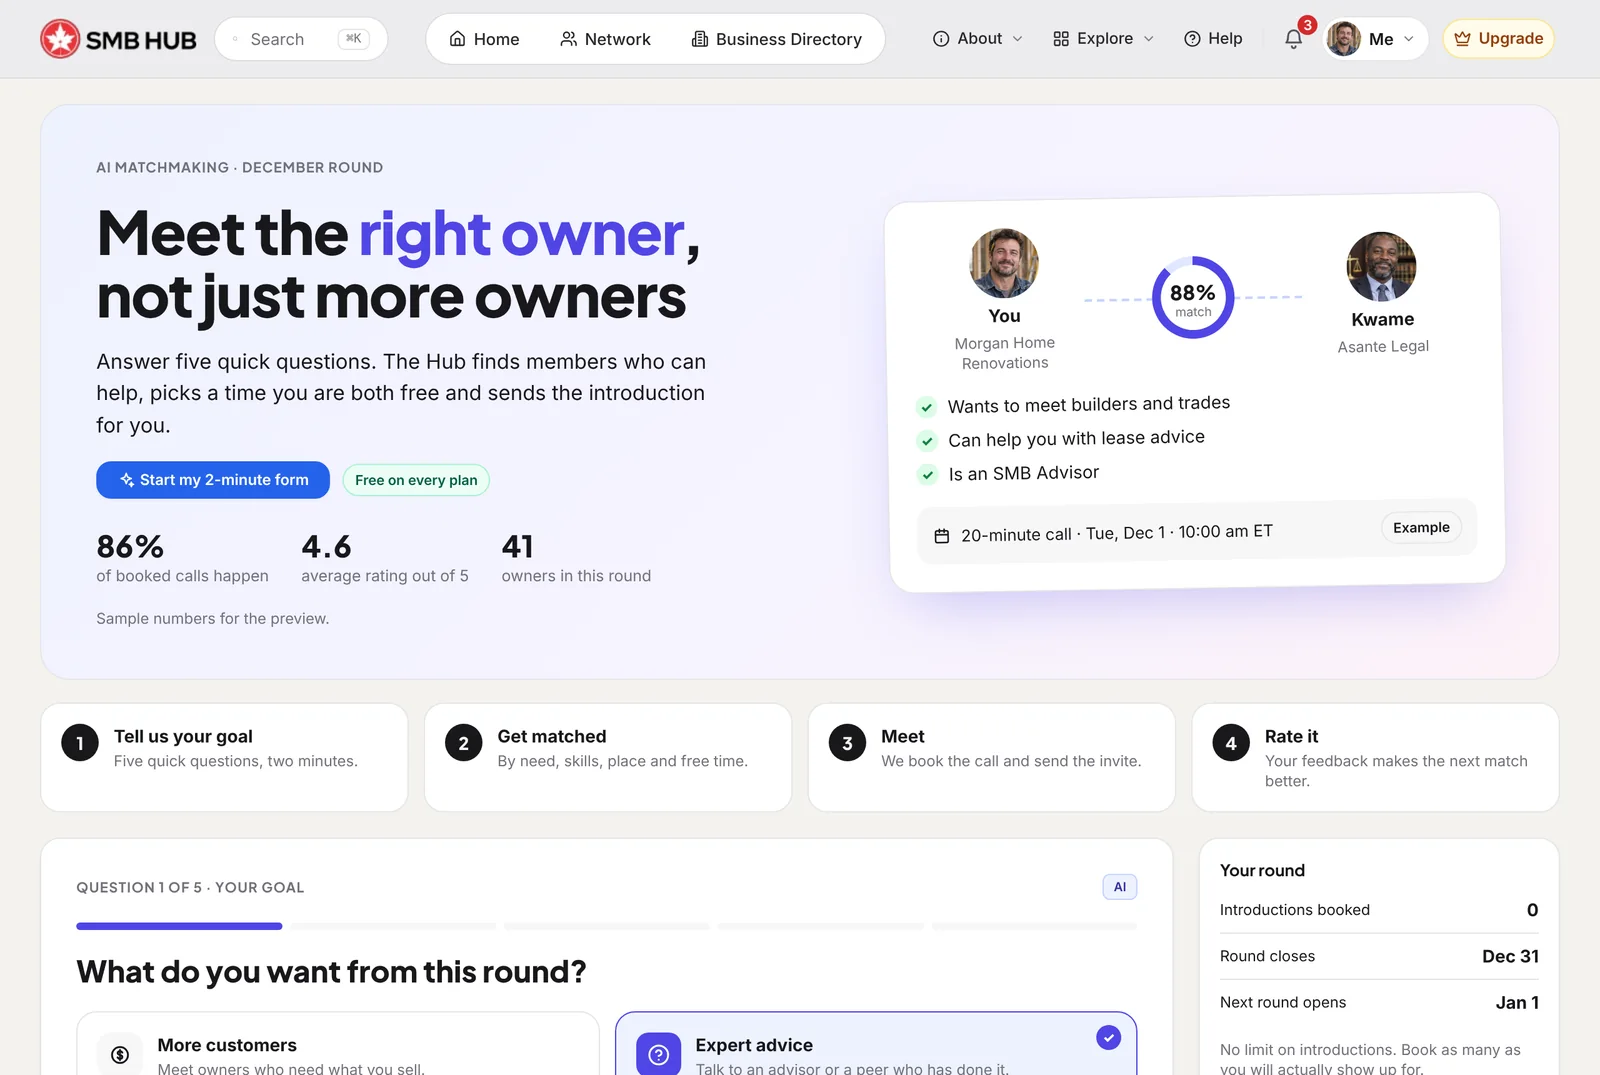 SMB HUB
Search
⌘K
Home
Network
Business Directory
About
Explore
Help
3
Me
Upgrade
AI MATCHMAKING · DECEMBER ROUND
Meet the right owner,
not just more owners
Answer five quick questions. The Hub finds members who can
help, picks a time you are both free and sends the introduction
for you.
Start my 2-minute form
Free on every plan
86%
of booked calls happen
4.6
average rating out of 5
41
owners in this round
Sample numbers for the preview.
You
Morgan Home
Renovations
88%
match
Kwame
Asante Legal
Wants to meet builders and trades
Can help you with lease advice
Is an SMB Advisor
20-minute call · Tue, Dec 1 · 10:00 am ET
Example
1
Tell us your goal
Five quick questions, two minutes.
2
Get matched
By need, skills, place and free time.
3
Meet
We book the call and send the invite.
4
Rate it
Your feedback makes the next match
better.
QUESTION 1 OF 5 · YOUR GOAL
AI
What do you want from this round?
More customers
Meet owners who need what you sell.
Expert advice
Talk to an advisor or a peer who has done it.
Your round
Introductions booked
0
Round closes
Dec 31
Next round opens
Jan 1
No limit on introductions. Book as many as
you will actually show up for.